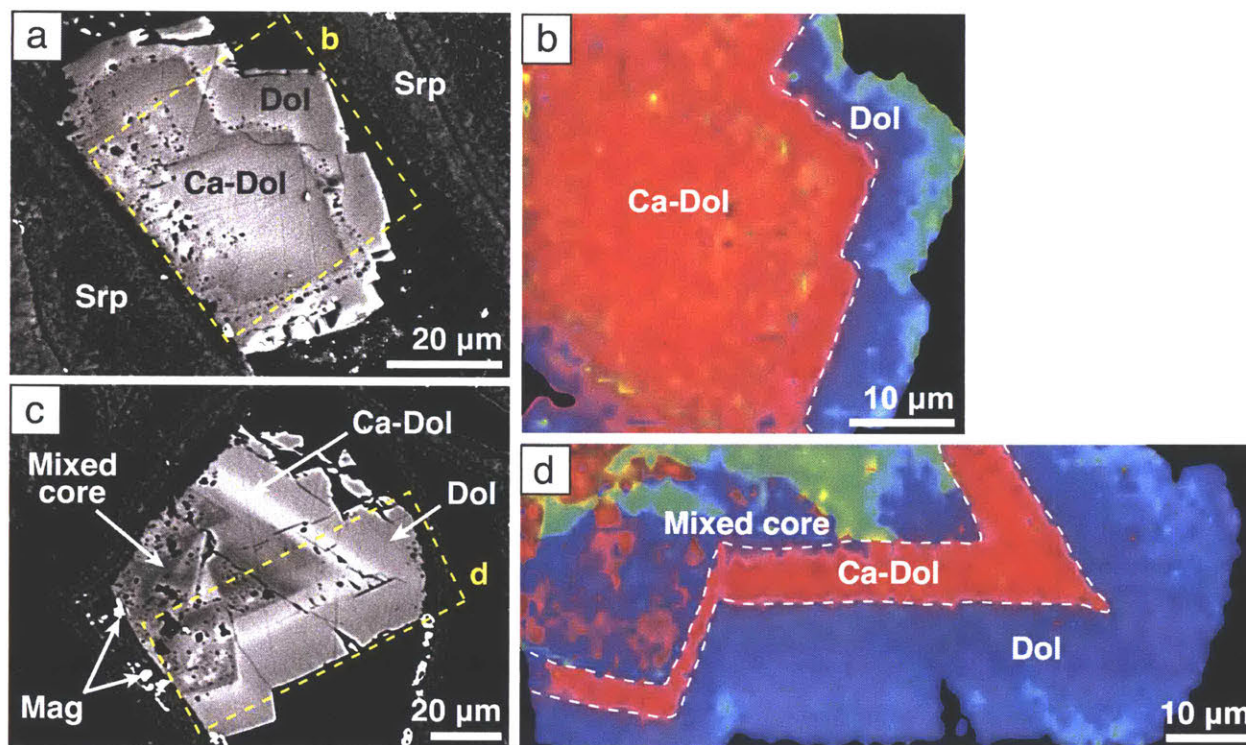 a
b
Srp
Dol
Ca-Dol
Srp
20 µm
b
Dol
Ca-Dol
10 µm
c
Ca-Dol
Mixed
core
Dol
d
Mag
20 µm
d
Mixed core
Ca-Dol
Dol
10 µm